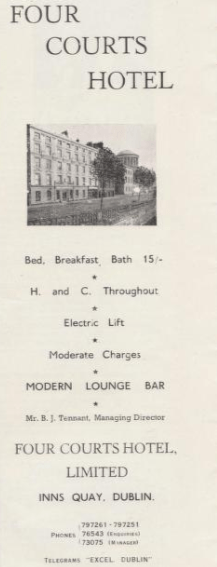 FOUR
COURTS
HOTEL
Bed, Breakfast, Bath 15/-
★
H. and C. Throughout
★
Electric Lift
★
Moderate Charges
★
MODERN LOUNGE BAR
★
Mr. B. J. Tennant, Managing Director
FOUR COURTS HOTEL,
LIMITED
INNS QUAY, DUBLIN.
797261 - 797251
PHONES 76543 (ENQUIRIES)
73075 (MANAGER)
TELEGRAMS "EXCEL DUBLIN"